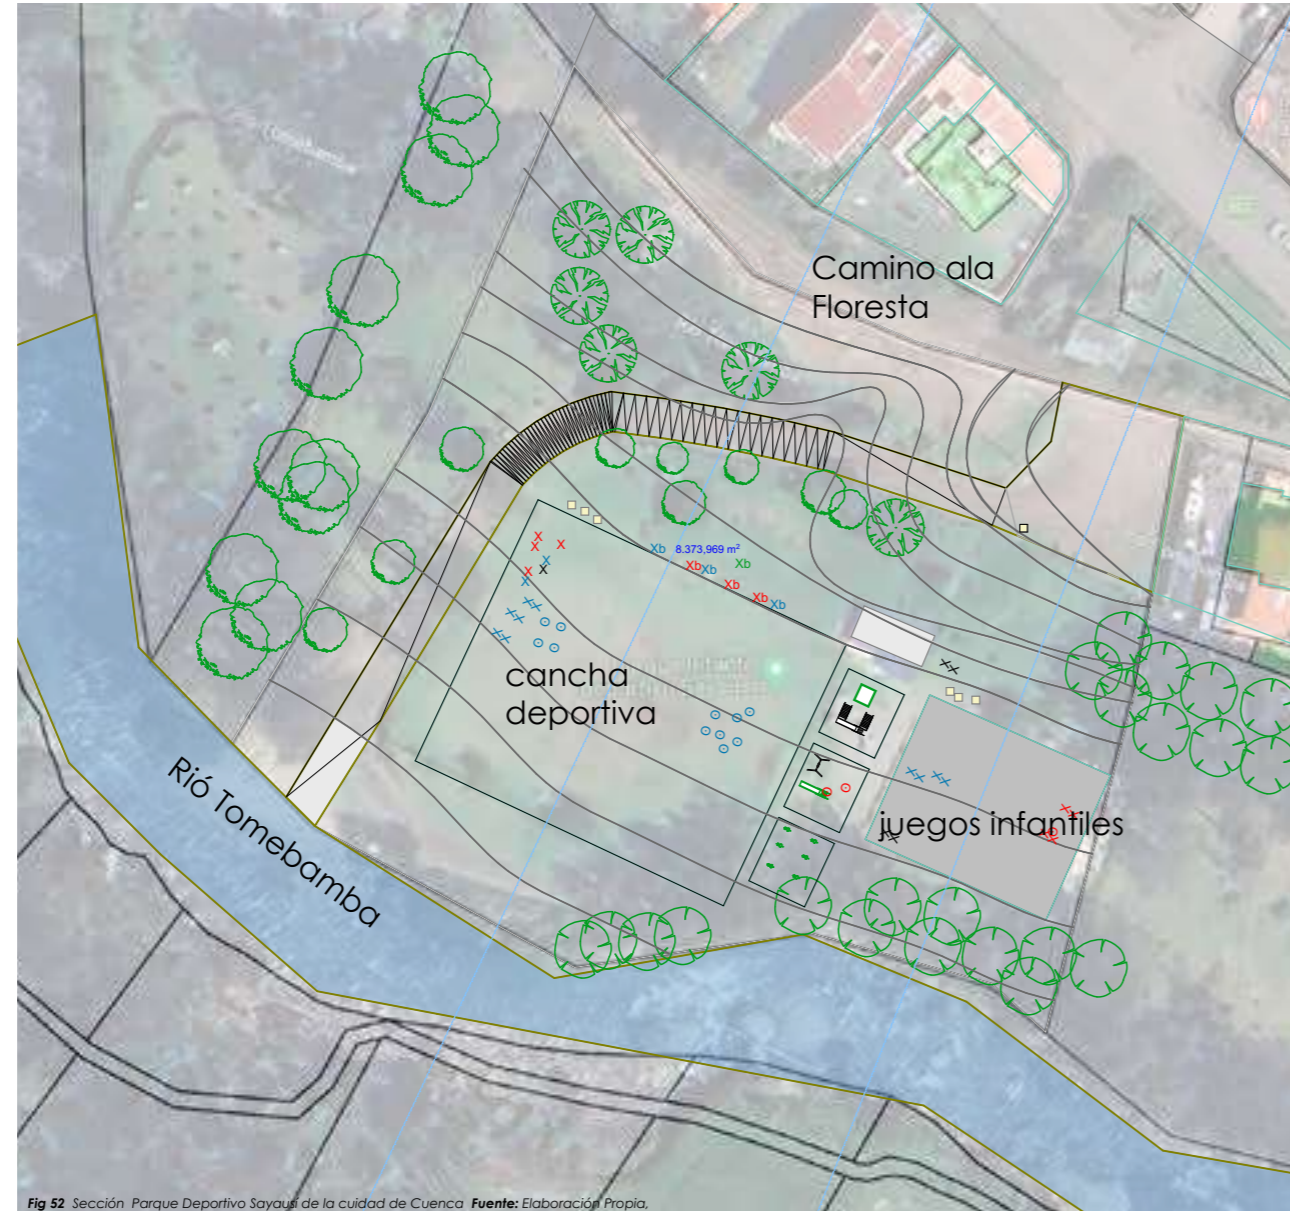 Camino ala
Floresta
X
X
X
X
X
X
X
Xb
8.373,969 m²
Xb
Xb
Xb
Xb
Xb
Xb
cancha
deportiva
juegos infantiles
Rió Tomebamba
Fig 52 Sección Parque Deportivo Sayausí de la cuidad de Cuenca Fuente: Elaboración Propia,